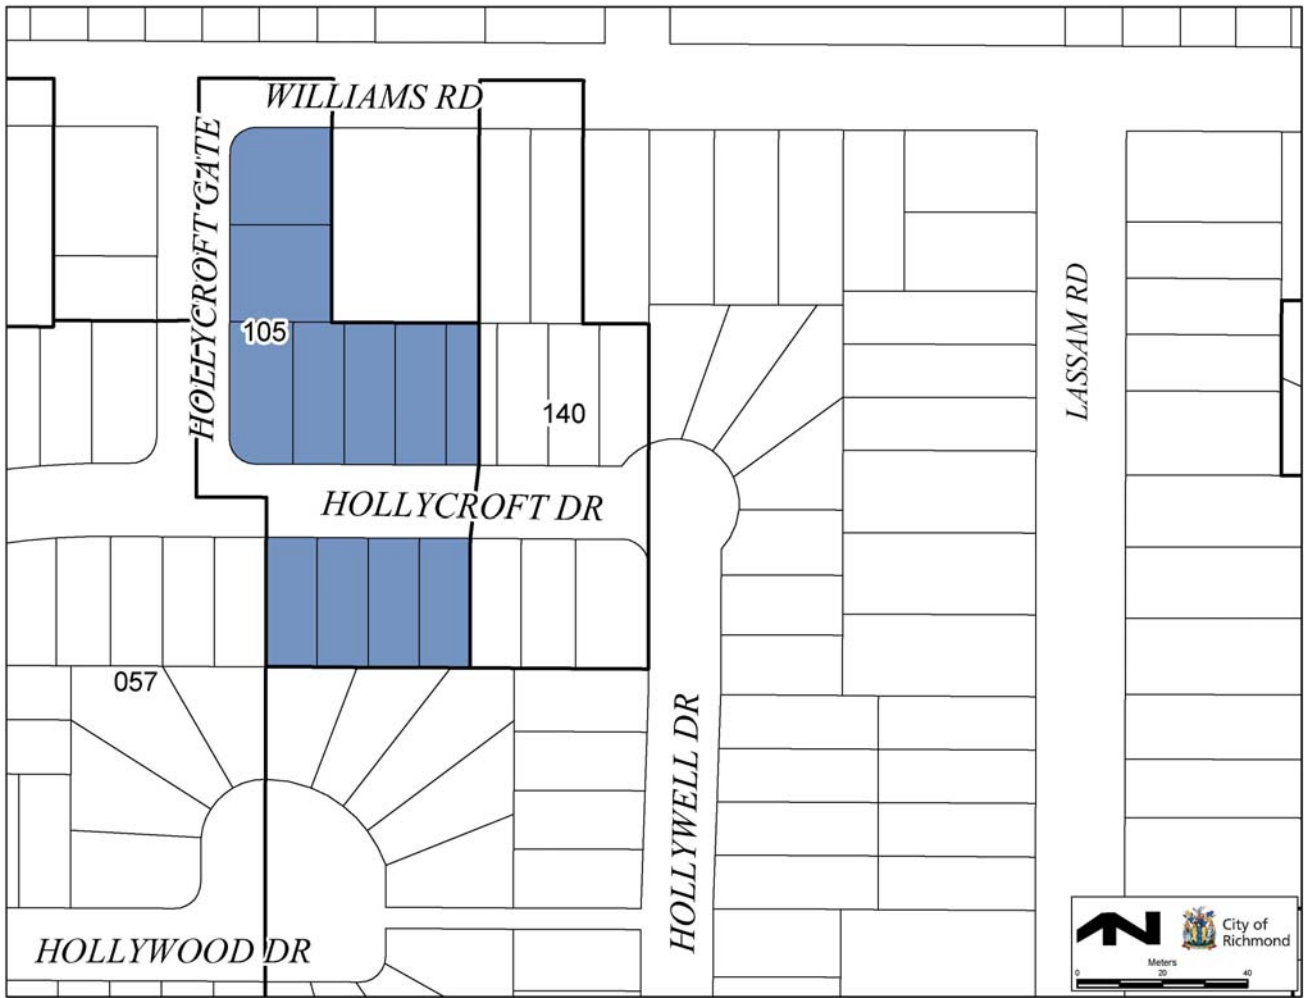 WILLIAMS RD
HOLLYCROFT GATE
105
140
LASSAM RD
HOLLYCROFT DR
057
HOLLYWELL DR
HOLLYWOOD DR
City of
Richmond
Meters
0 20 40